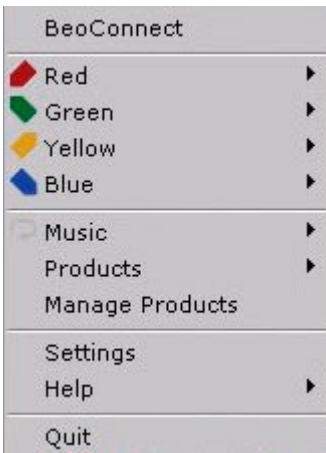 BeoConnect
Red
Green
Yellow
Blue
Music
Products
Manage Products
Settings
Help
Quit